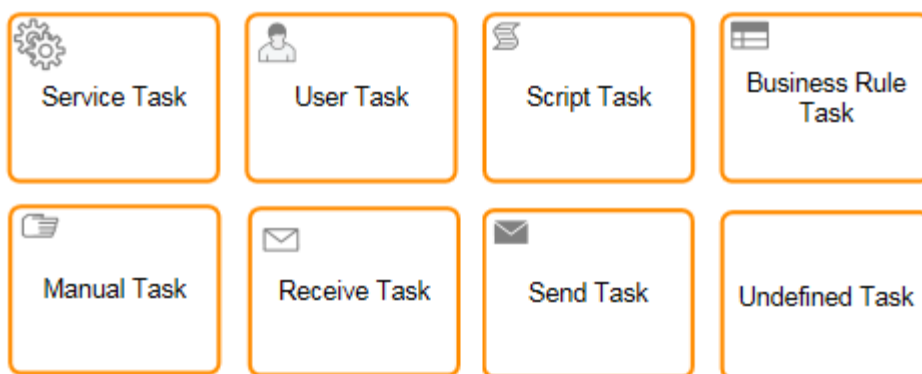 Service Task
User Task
Script Task
Business Rule
Task
Manual Task
Receive Task
Send Task
Undefined Task